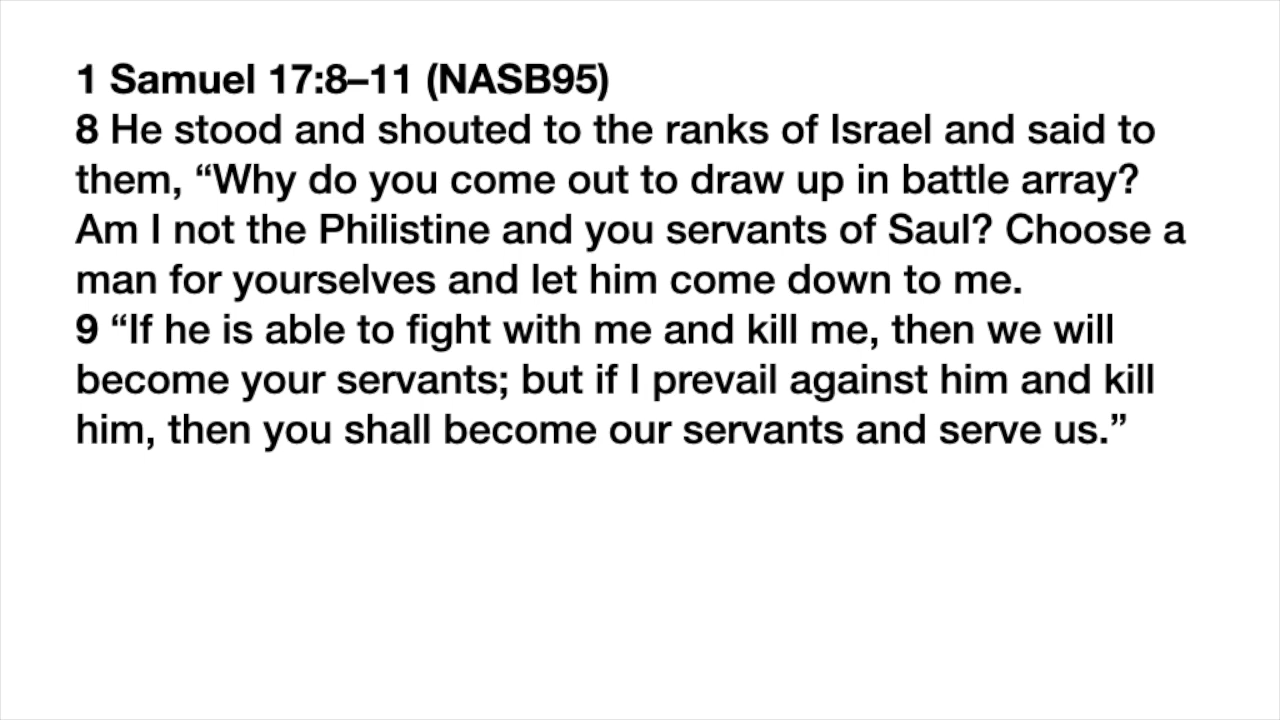 1 Samuel 17:8–11 (NASB95)
8 He stood and shouted to the ranks of Israel and said to
them, “Why do you come out to draw up in battle array?
Am I not the Philistine and you servants of Saul? Choose a
man for yourselves and let him come down to me.
9 “If he is able to fight with me and kill me, then we will
become your servants; but if I prevail against him and kill
him, then you shall become our servants and serve us.”